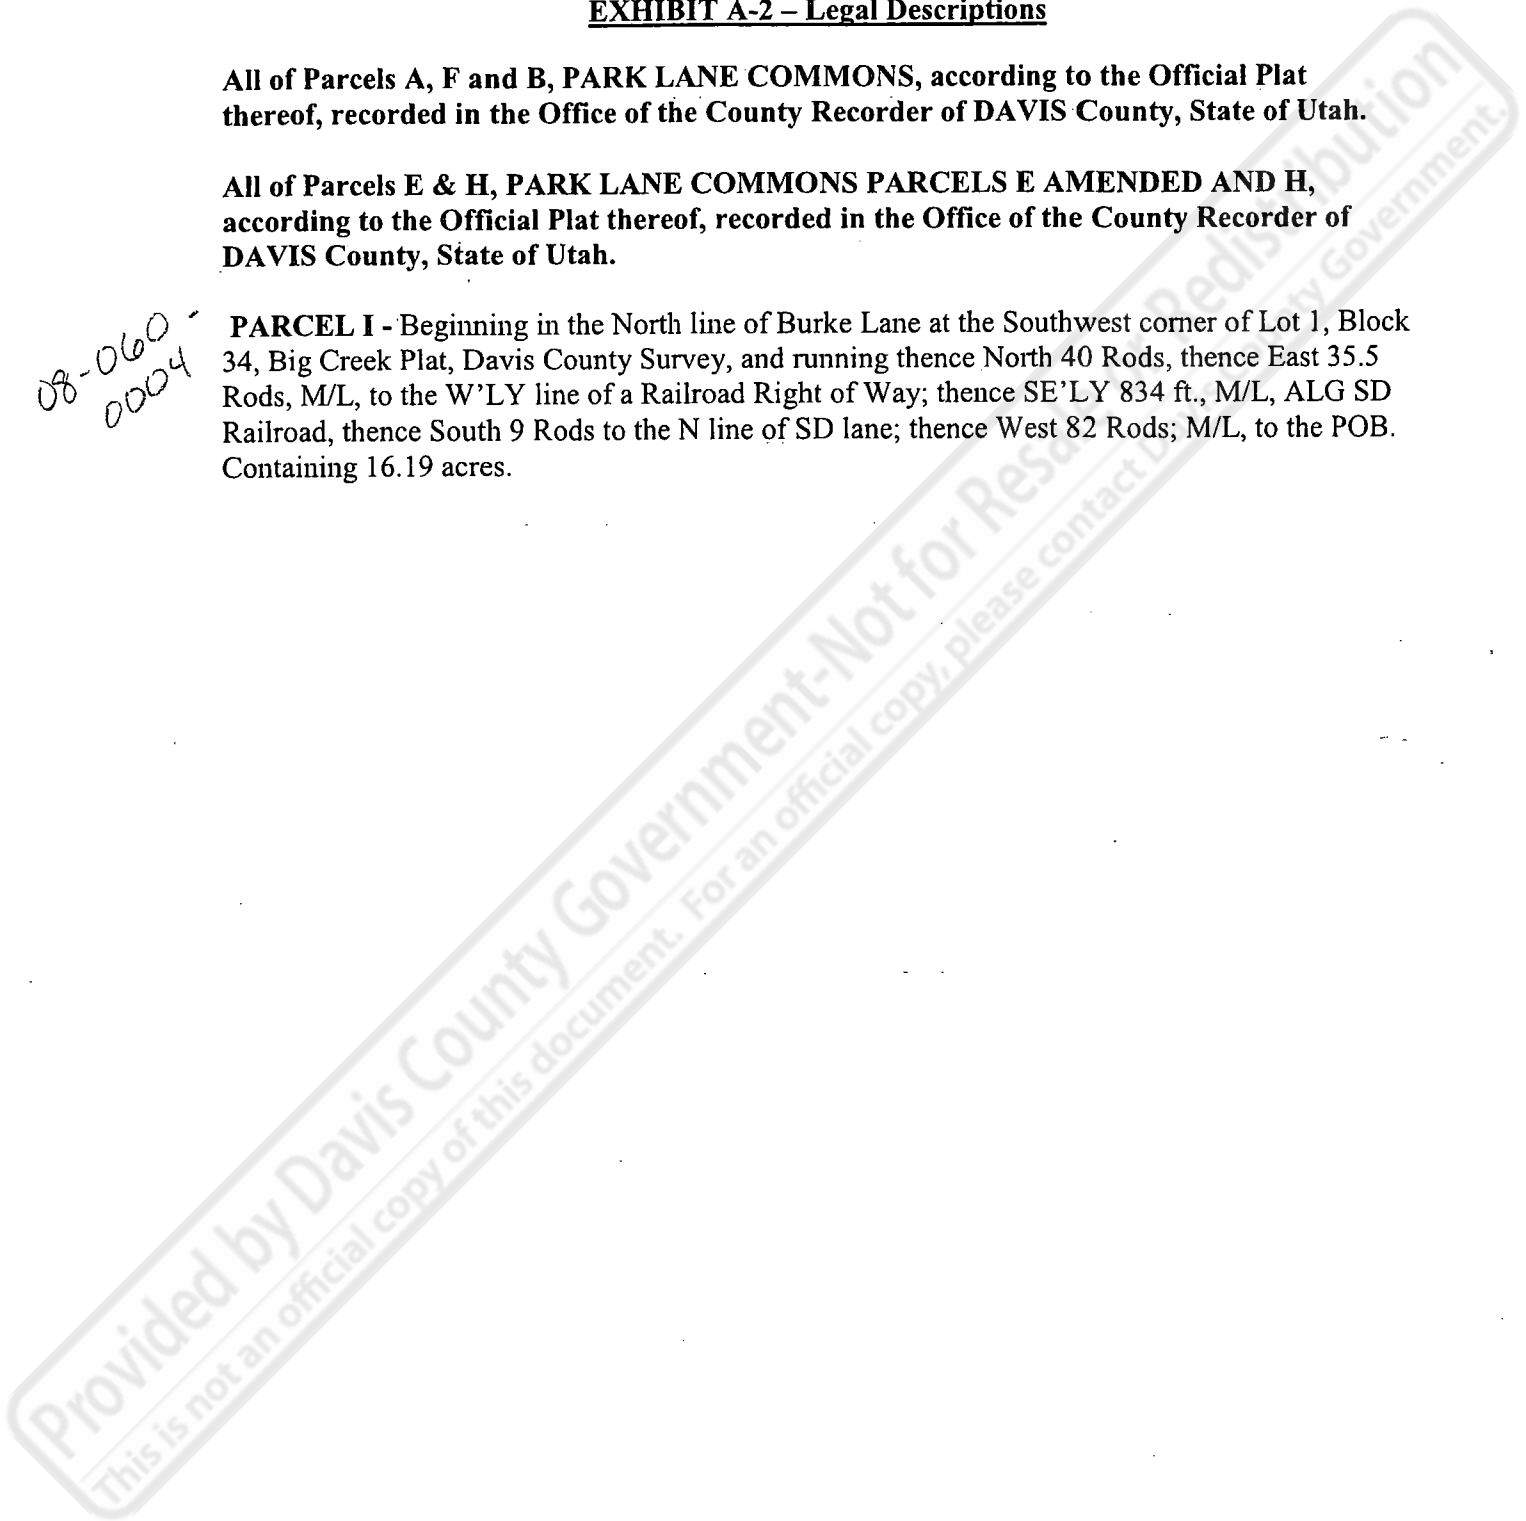 EXHIBIT A-2 – Legal Descriptions
All of Parcels A, F and B, PARK LANE COMMONS, according to the Official Plat
thereof, recorded in the Office of the County Recorder of DAVIS County, State of Utah.
All of Parcels E & H, PARK LANE COMMONS PARCELS E AMENDED AND H,
according to the Official Plat thereof, recorded in the Office of the County Recorder of
DAVIS County, State of Utah.
08-060-
0004
PARCEL I - Beginning in the North line of Burke Lane at the Southwest corner of Lot 1, Block
34, Big Creek Plat, Davis County Survey, and running thence North 40 Rods, thence East 35.5
Rods, M/L, to the W'LY line of a Railroad Right of Way; thence SE'LY 834 ft., M/L, ALG SD
Railroad, thence South 9 Rods to the N line of SD lane; thence West 82 Rods; M/L, to the POB.
Containing 16.19 acres.
Provided by Davis County Government-Not for Resale Or Redistribution
This is not an official copy of this document. For an official copy, please contact Davis County Government.